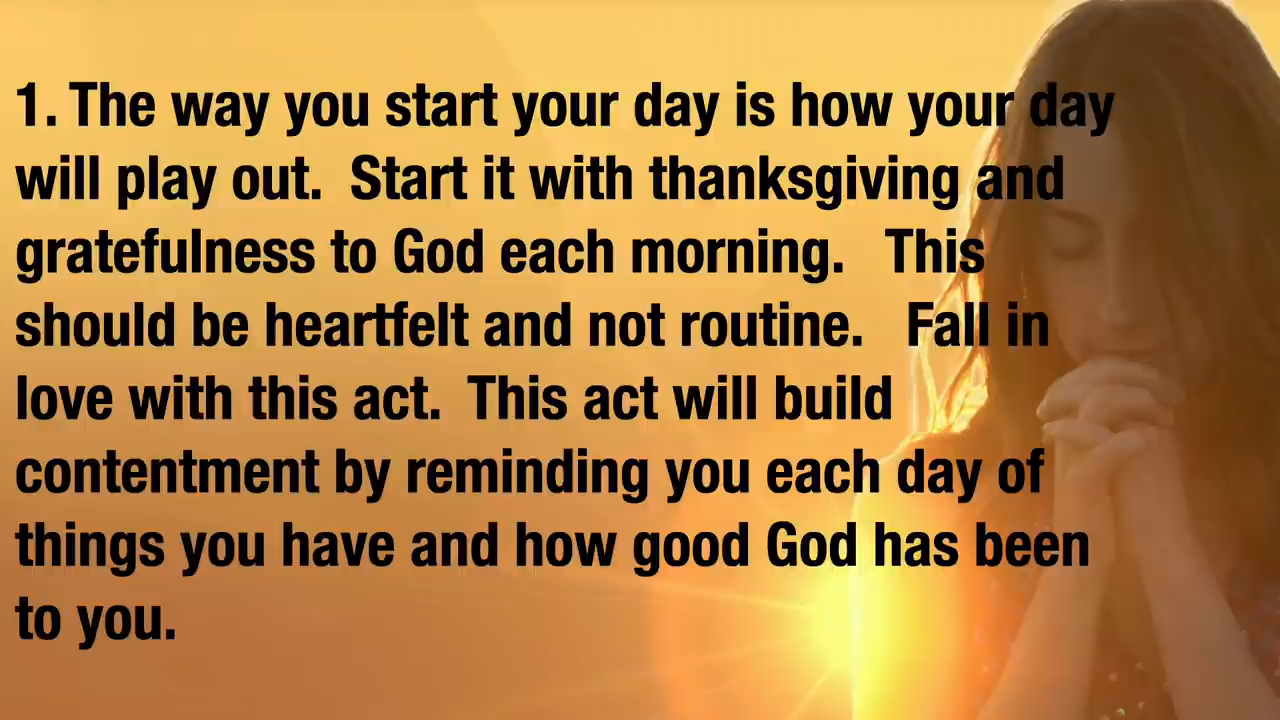 1. The way you start your day is how your day
will play out.  Start it with thanksgiving and
gratefulness to God each morning.   This
should be heartfelt and not routine.   Fall in
love with this act.  This act will build
contentment by reminding you each day of
things you have and how good God has been
to you.